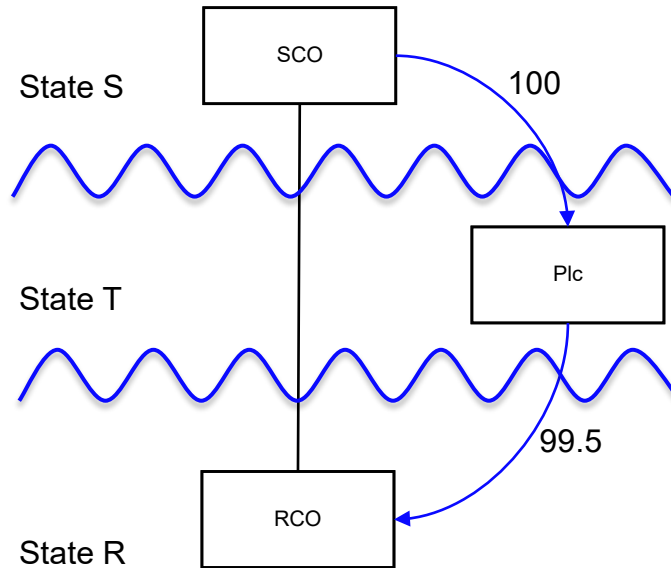 SCO
State S
100
Plc
State T
99.5
RCO
State R